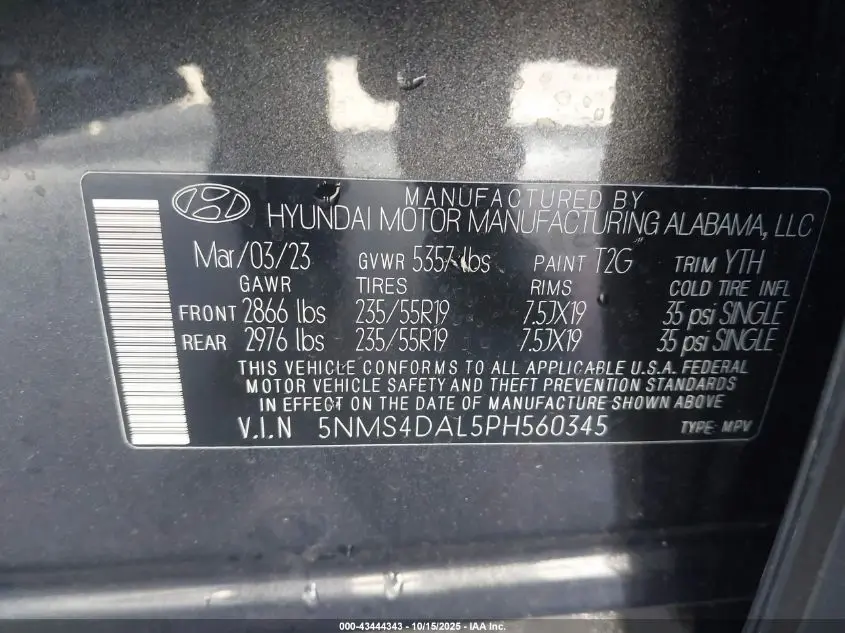 MANUFACTURED BY
HYUNDAI MOTOR MANUFACTURING ALABAMA, LLC
Mar/03/23 GVWR 5357 lbs PAINT T2G TRIM YTH
GAWR TIRES RIMS COLD TIRE INFL
FRONT 2866 lbs 235/55R19 7.5JX19 35 psi SINGLE
REAR 2976 lbs 235/55R19 7.5JX19 35 psi SINGLE
THIS VEHICLE CONFORMS TO ALL APPLICABLE U.S.A. FEDERAL
MOTOR VEHICLE SAFETY AND THEFT PREVENTION STANDARDS
IN EFFECT ON THE DATE OF MANUFACTURE SHOWN ABOVE
V.I.N 5NMS4DAL5PH560345 TYPE: MPV
000-43444343 - 10/15/2025 - IAA Inc.